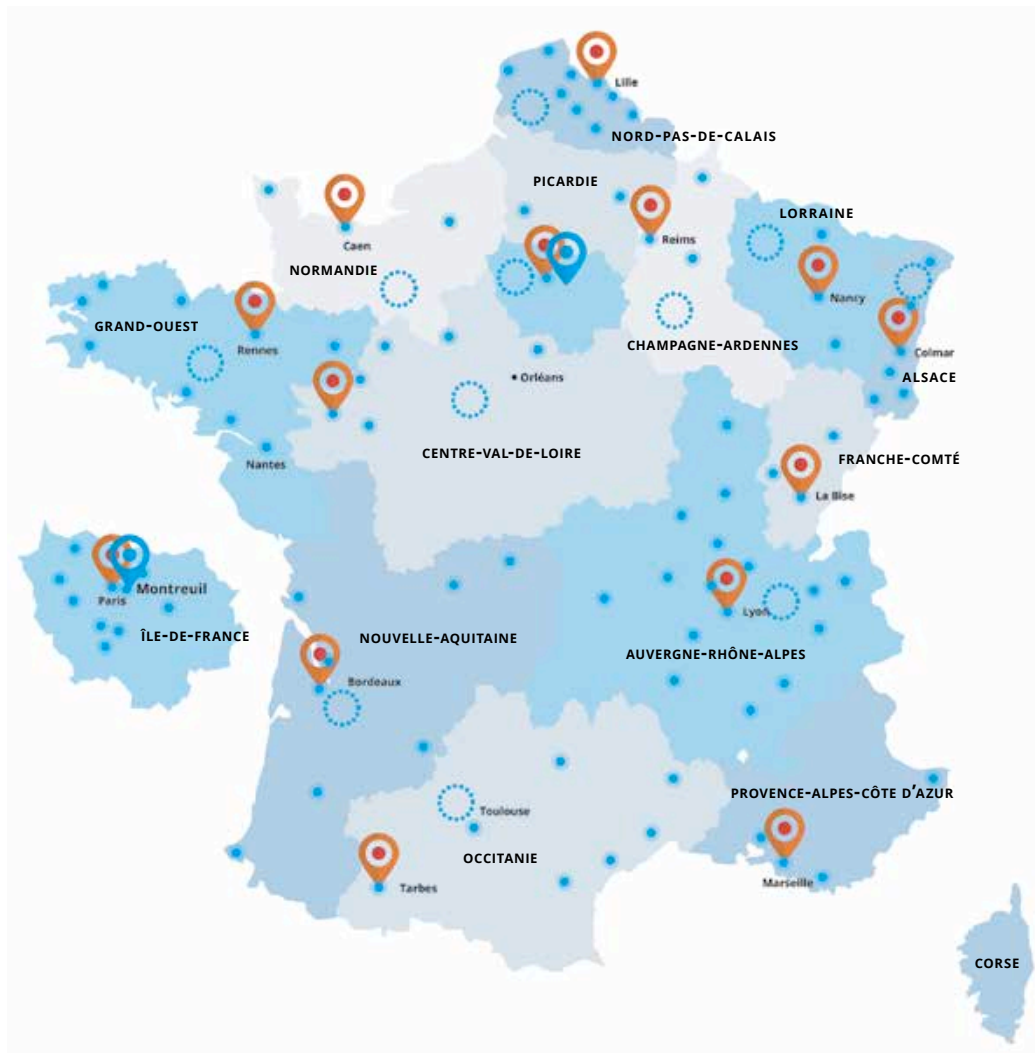 Lille
NORD-PAS-DE-CALAIS
PICARDIE
LORRAINE
Caen
Reims
NORMANDIE
Nancy
GRAND-OUEST
Rennes
CHAMPAGNE-ARDENNES
Colmar
Orléans
ALSACE
CENTRE-VAL-DE-LOIRE
FRANCHE-COMTÉ
Nantes
La Bise
Montreuil
Paris
ÎLE-DE-FRANCE
NOUVELLE-AQUITAINE
Lyon
AUVERGNE-RHÔNE-ALPES
Bordeaux
PROVENCE-ALPES-CÔTE D'AZUR
Toulouse
OCCITANIE
Tarbes
Marseille
CORSE